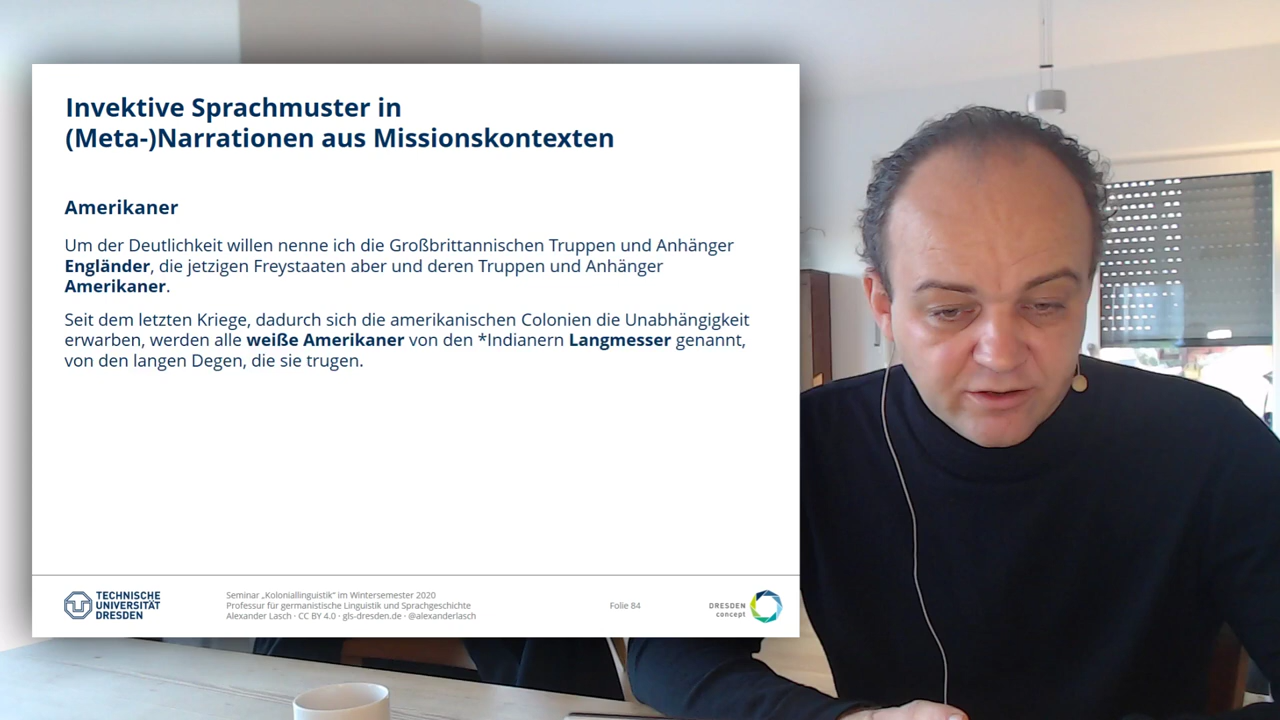 Invektive Sprachmuster in
(Meta-)Narrationen aus Missionskontexten
Amerikaner
Um der Deutlichkeit willen nenne ich die Großbrittannischen Truppen und Anhänger
Engländer, die jetzigen Freystaaten aber und deren Truppen und Anhänger
Amerikaner.
Seit dem letzten Kriege, dadurch sich die amerikanischen Colonien die Unabhängigkeit
erwarben, werden alle weiße Amerikaner von den *Indianern Langmesser genannt,
von den langen Degen, die sie trugen.
TECHNISCHE
UNIVERSITÄT
DRESDEN
Seminar „Koloniallinguistik“ im Wintersemester 2020
Professur für germanistische Linguistik und Sprachgeschichte
Alexander Lasch · CC BY 4.0 · gls-dresden.de · @alexanderlasch
Folie 84
DRESDEN
concept